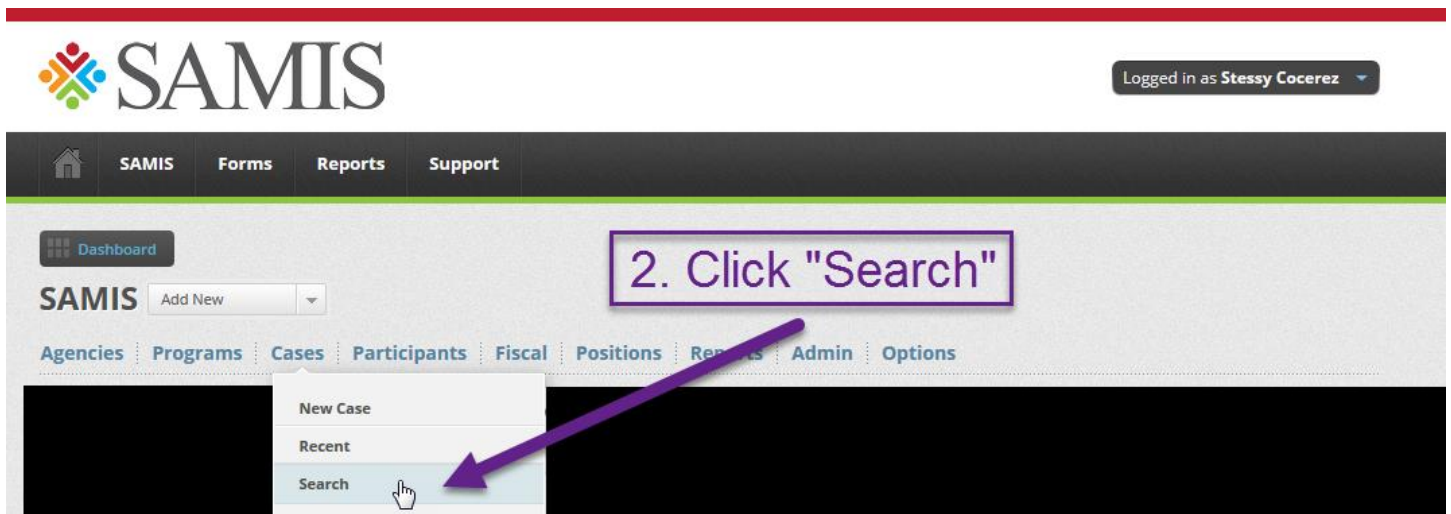 SAMIS
Logged in as Stessy Cocerez
SAMIS Forms Reports Support
Dashboard
2. Click "Search"
SAMIS Add New
Agencies Programs Cases Participants Fiscal Positions Reports Admin Options
New Case
Recent
Search